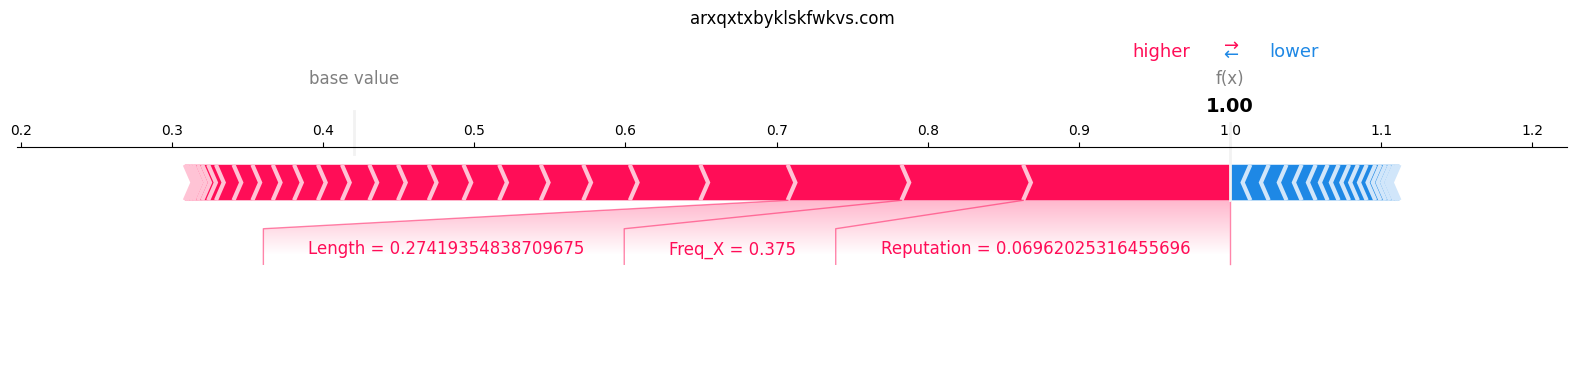 arxqxtxbyklskfwkvs.com
higher ⇄ lower
base value f(x)
1.00
0.2 0.3 0.4 0.5 0.6 0.7 0.8 0.9 1.0 1.1 1.2
Length = 0.27419354838709675 Freq_X = 0.375 Reputation = 0.06962025316455696